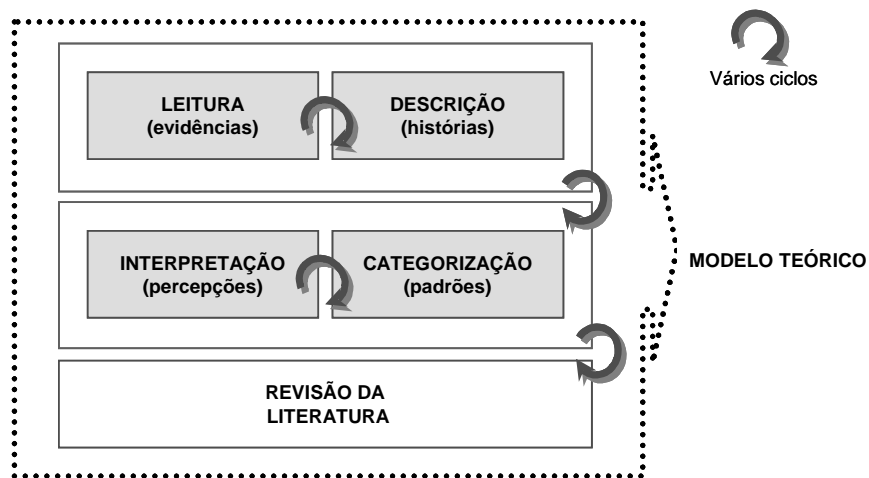 Vários ciclos
LEITURA
(evidências)
DESCRIÇÃO
(histórias)
INTERPRETAÇÃO
(percepções)
CATEGORIZAÇÃO
(padrões)
MODELO TEÓRICO
REVISÃO DA
LITERATURA